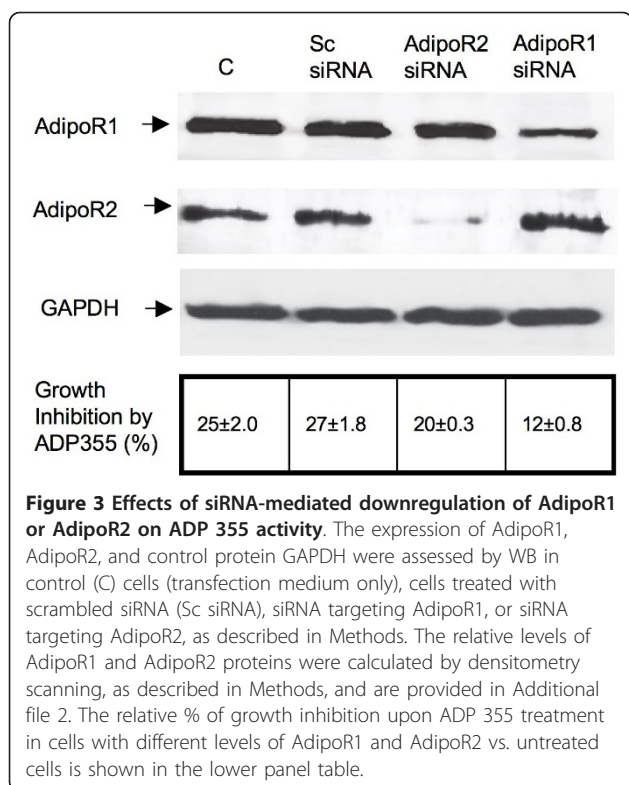 C
Sc siRNA
AdipoR2 siRNA
AdipoR1 siRNA
AdipoR1
AdipoR2
GAPDH
Growth Inhibition by ADP355 (%)
25±2.0
27±1.8
20±0.3
12±0.8
Figure 3 Effects of siRNA-mediated downregulation of AdipoR1
or AdipoR2 on ADP 355 activity. The expression of AdipoR1,
AdipoR2, and control protein GAPDH were assessed by WB in
control (C) cells (transfection medium only), cells treated with
scrambled siRNA (Sc siRNA), siRNA targeting AdipoR1, or siRNA
targeting AdipoR2, as described in Methods. The relative levels of
AdipoR1 and AdipoR2 proteins were calculated by densitometry
scanning, as described in Methods, and are provided in Additional
file 2. The relative % of growth inhibition upon ADP 355 treatment
in cells with different levels of AdipoR1 and AdipoR2 vs. untreated
cells is shown in the lower panel table.